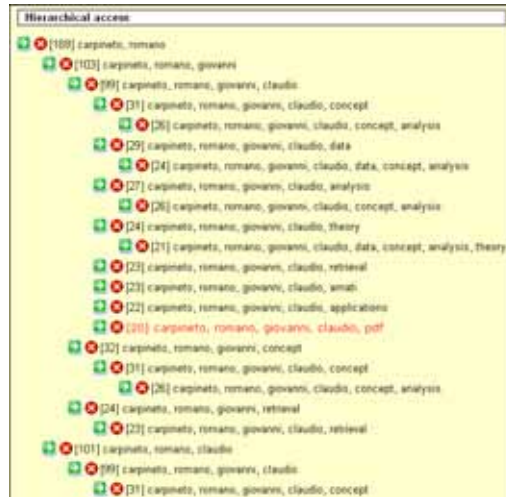 Hierarchical access
[189] carpineto, romano
[103] carpineto, romano, giovanni
[99] carpineto, romano, giovanni, claudio
[31] carpineto, romano, giovanni, claudio, concept
[26] carpineto, romano, giovanni, claudio, concept, analysis
[29] carpineto, romano, giovanni, claudio, data
[24] carpineto, romano, giovanni, claudio, data, concept, analysis
[27] carpineto, romano, giovanni, claudio, analysis
[26] carpineto, romano, giovanni, claudio, concept, analysis
[24] carpineto, romano, giovanni, claudio, theory
[21] carpineto, romano, giovanni, claudio, data, concept, analysis, theory
[23] carpineto, romano, giovanni, claudio, retrieval
[23] carpineto, romano, giovanni, claudio, amati
[22] carpineto, romano, giovanni, claudio, applications
[20] carpineto, romano, giovanni, claudio, pdf
[32] carpineto, romano, giovanni, concept
[31] carpineto, romano, giovanni, claudio, concept
[26] carpineto, romano, giovanni, claudio, concept, analysis
[24] carpineto, romano, giovanni, retrieval
[23] carpineto, romano, giovanni, claudio, retrieval
[101] carpineto, romano, claudio
[99] carpineto, romano, giovanni, claudio
[31] carpineto, romano, giovanni, claudio, concept